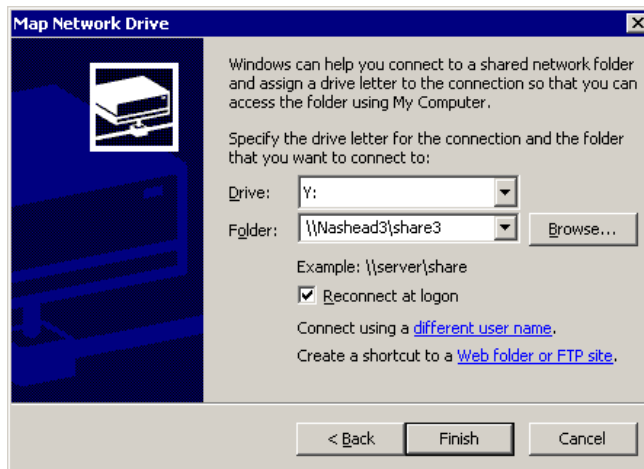 Map Network Drive
Windows can help you connect to a shared network folder
and assign a drive letter to the connection so that you can
access the folder using My Computer.
Specify the drive letter for the connection and the folder
that you want to connect to:
Drive: Y:
Folder: \\Nashead3\share3 Browse...
Example: \\server\share
Reconnect at logon
Connect using a different user name.
Create a shortcut to a Web folder or FTP site.
< Back Finish Cancel